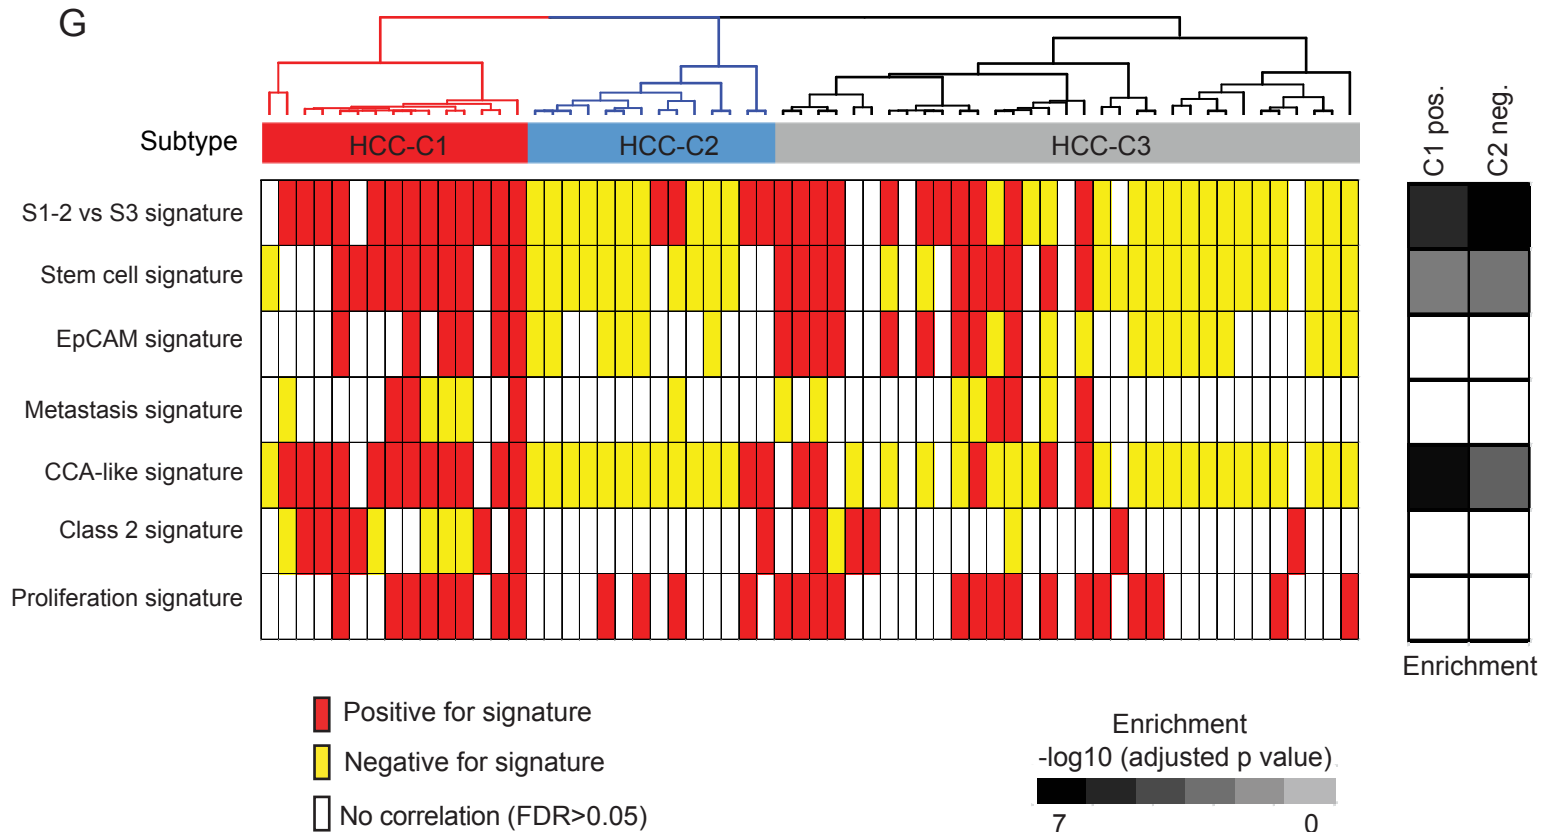 G
Subtype
HCC-C1
HCC-C2
HCC-C3
C1 pos.
C2 neg.
S1-2 vs S3 signature
Stem cell signature
EpCAM signature
Metastasis signature
CCA-like signature
Class 2 signature
Proliferation signature
Enrichment
Positive for signature
Negative for signature
No correlation (FDR>0.05)
Enrichment
-log10 (adjusted p value)
7
0